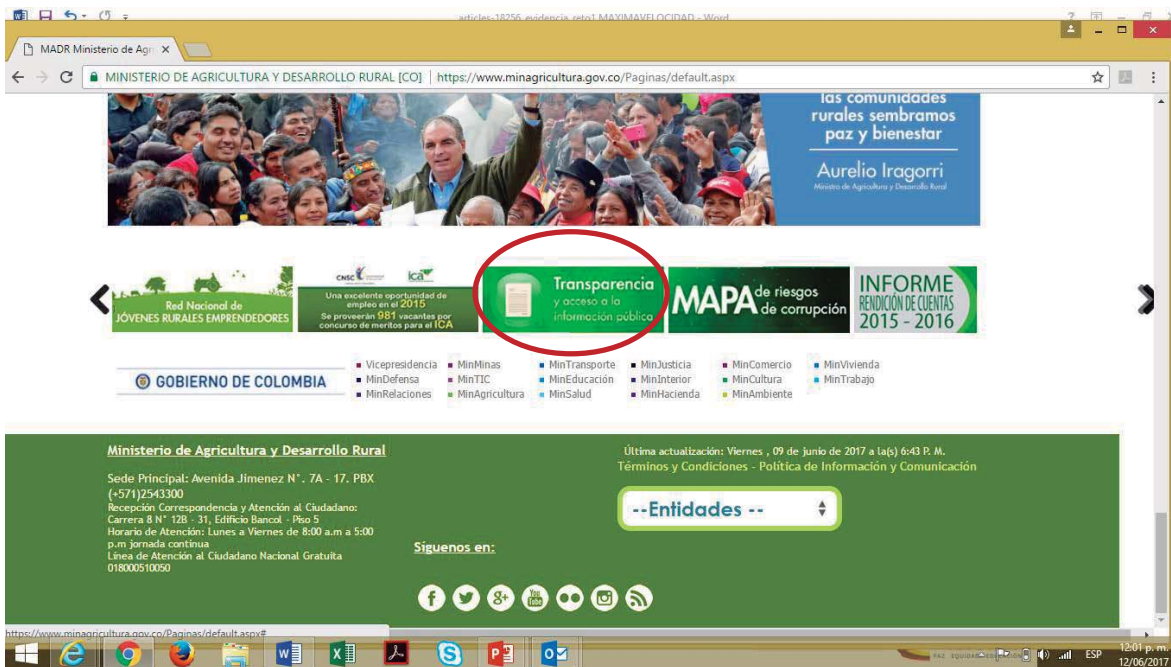 articles-18256_evidencia_reto1 MAXIMAVELOCIDAD - Word
MADR Ministerio de Agri
MINISTERIO DE AGRICULTURA Y DESARROLLO RURAL [CO] | https://www.minagricultura.gov.co/Paginas/default.aspx
las comunidades
rurales sembramos
paz y bienestar
Aurelio Iragorri
Ministro de Agricultura y Desarrollo Rural
Red Nacional de
JÓVENES RURALES EMPRENDEDORES
CNSC
ica
Una excelente oportunidad de
empleo en el 2015
Se proveerán 981 vacantes por
concurso de meritos para el ICA
Transparencia
y acceso a la
información pública
MAPA de riesgos
de corrupción
INFORME
RENDICIÓN DE CUENTAS
2015 - 2016
GOBIERNO DE COLOMBIA
Vicepresidencia MinMinas MinTransporte MinJusticia MinComercio MinVivienda
MinDefensa MinTIC MinEducación MinInterior MinCultura MinTrabajo
MinRelaciones MinAgricultura MinSalud MinHacienda MinAmbiente
Ministerio de Agricultura y Desarrollo Rural
Sede Principal: Avenida Jimenez N°. 7A - 17. PBX
(+571)2543300
Recepción Correspondencia y Atención al Ciudadano:
Carrera 8 N° 12B - 31, Edificio Bancol - Piso 5
Horario de Atención: Lunes a Viernes de 8:00 a.m a 5:00
p.m jornada continua
Línea de Atención al Ciudadano Nacional Gratuita
018000510050
Síguenos en:
Última actualización: Viernes , 09 de junio de 2017 a la(s) 6:43 P. M.
Términos y Condiciones - Política de Información y Comunicación
--Entidades --
https://www.minagricultura.gov.co/Paginas/default.aspx#
ESP
12:01 p. m.
12/06/2017